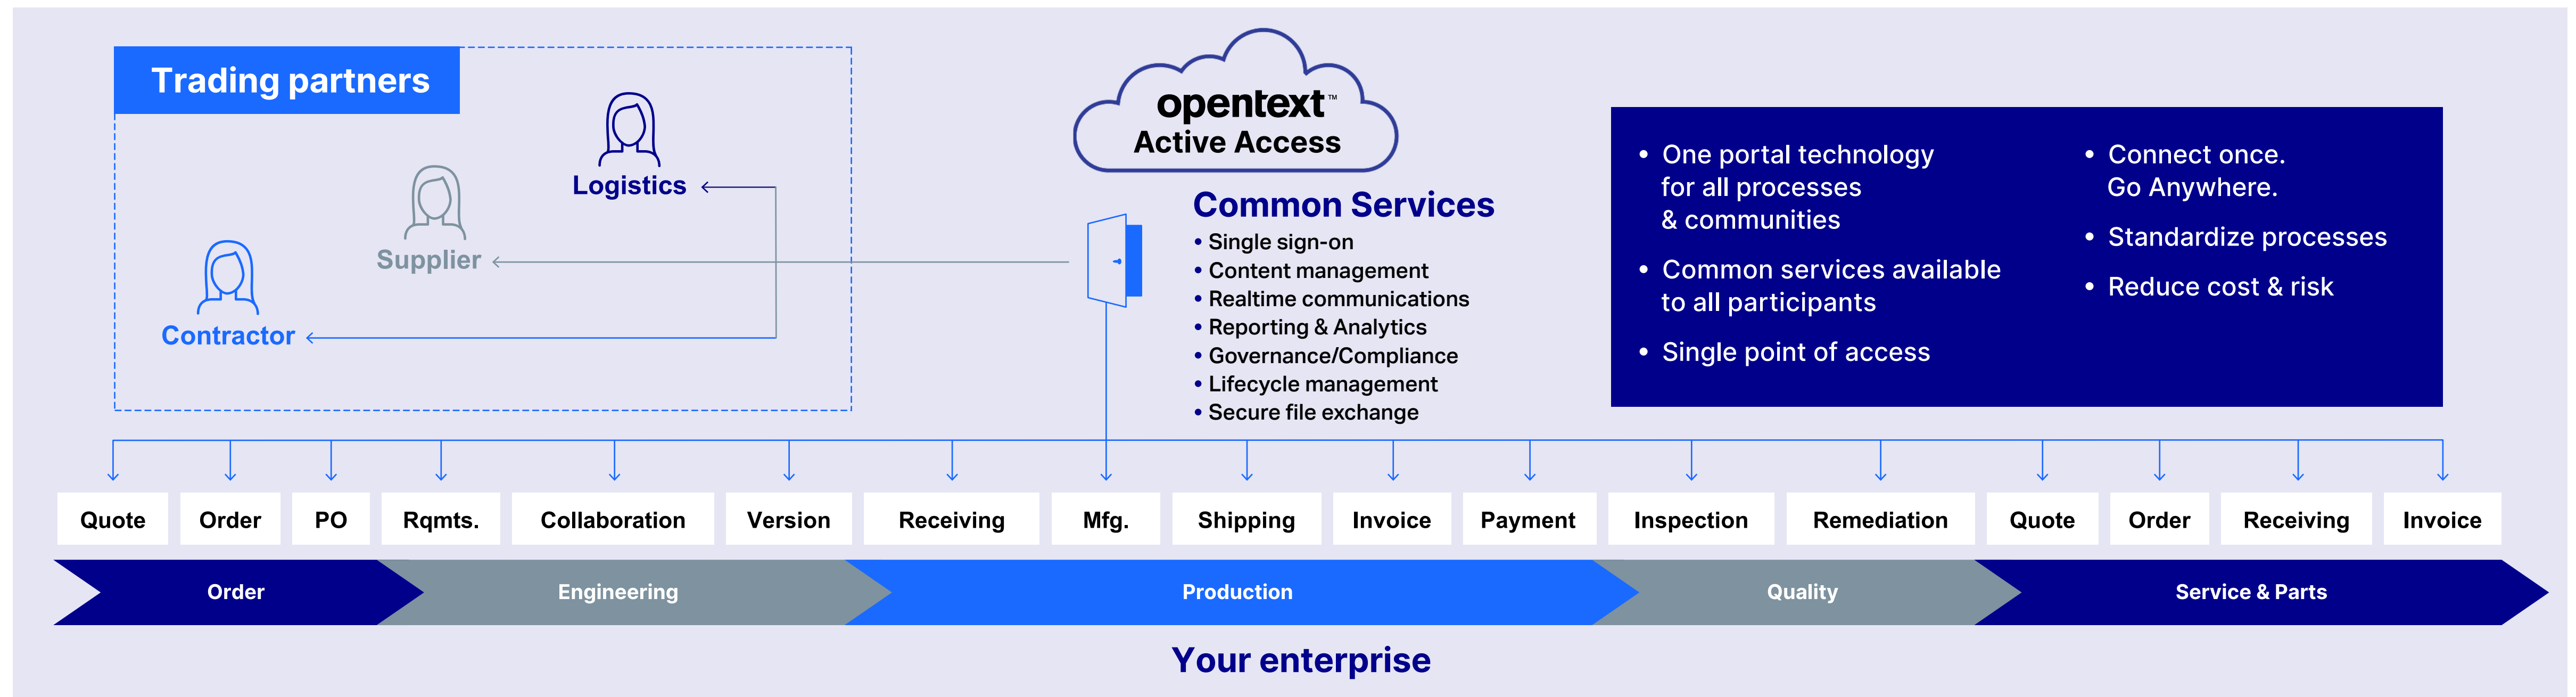 Trading partners
Logistics
Supplier
Contractor
opentext™
Active Access
Common Services
• Single sign-on
• Content management
• Realtime communications
• Reporting & Analytics
• Governance/Compliance
• Lifecycle management
• Secure file exchange
• One portal technology
for all processes
& communities
• Common services available
to all participants
• Single point of access
• Connect once.
Go Anywhere.
• Standardize processes
• Reduce cost & risk
Quote
Order
PO
Rqmts.
Collaboration
Version
Receiving
Mfg.
Shipping
Invoice
Payment
Inspection
Remediation
Quote
Order
Receiving
Invoice
Order
Engineering
Production
Quality
Service & Parts
Your enterprise